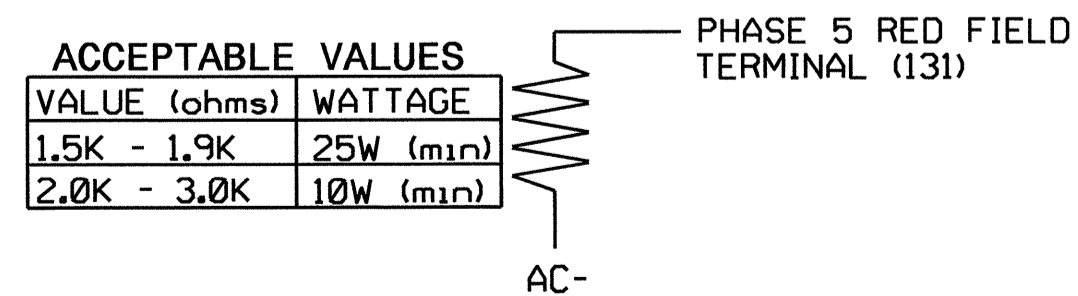 ACCEPTABLE VALUES
VALUE (ohms) WATTAGE
1.5K - 1.9K 25W (min)
2.0K - 3.0K 10W (min)
PHASE 5 RED FIELD
TERMINAL (131)
AC-